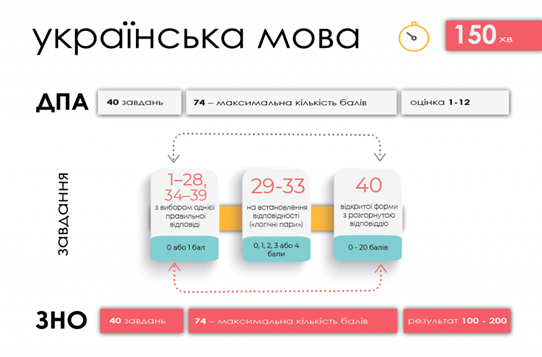 українська мова
150 хв
ДПА
40 завдань
74 – максимальна кількість балів
оцінка 1-12
завдання
1–28,
34–39
з вибором однієї
правильної
відповіді
0 або 1 бал
29-33
на встановлення
відповідності
(«логічні пари»)
0, 1, 2, 3 або 4
бали
40
відкритої форми
з розгорнутою
відповіддю
0 - 20 балів
ЗНО
40 завдань
74 – максимальна кількість балів
результат 100 - 200